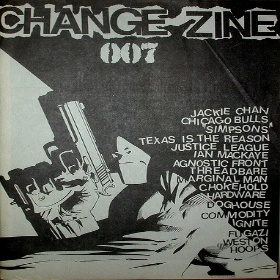 CHANGE ZINE
007
JACKIE CHAN
CHICAGO BULLS
"SIMPSONS"
TEXAS IS THE REASON
JUSTICE LEAGUE
IAN MACKAYE
AGNOSTIC FRONT
THREADBARE
MARGINAL MAN
CHOKEHOLD
HARDWARE
DOGHOUSE
COMMODITY
IGNITE
FUGAZI
WESTON
"HOOPS"